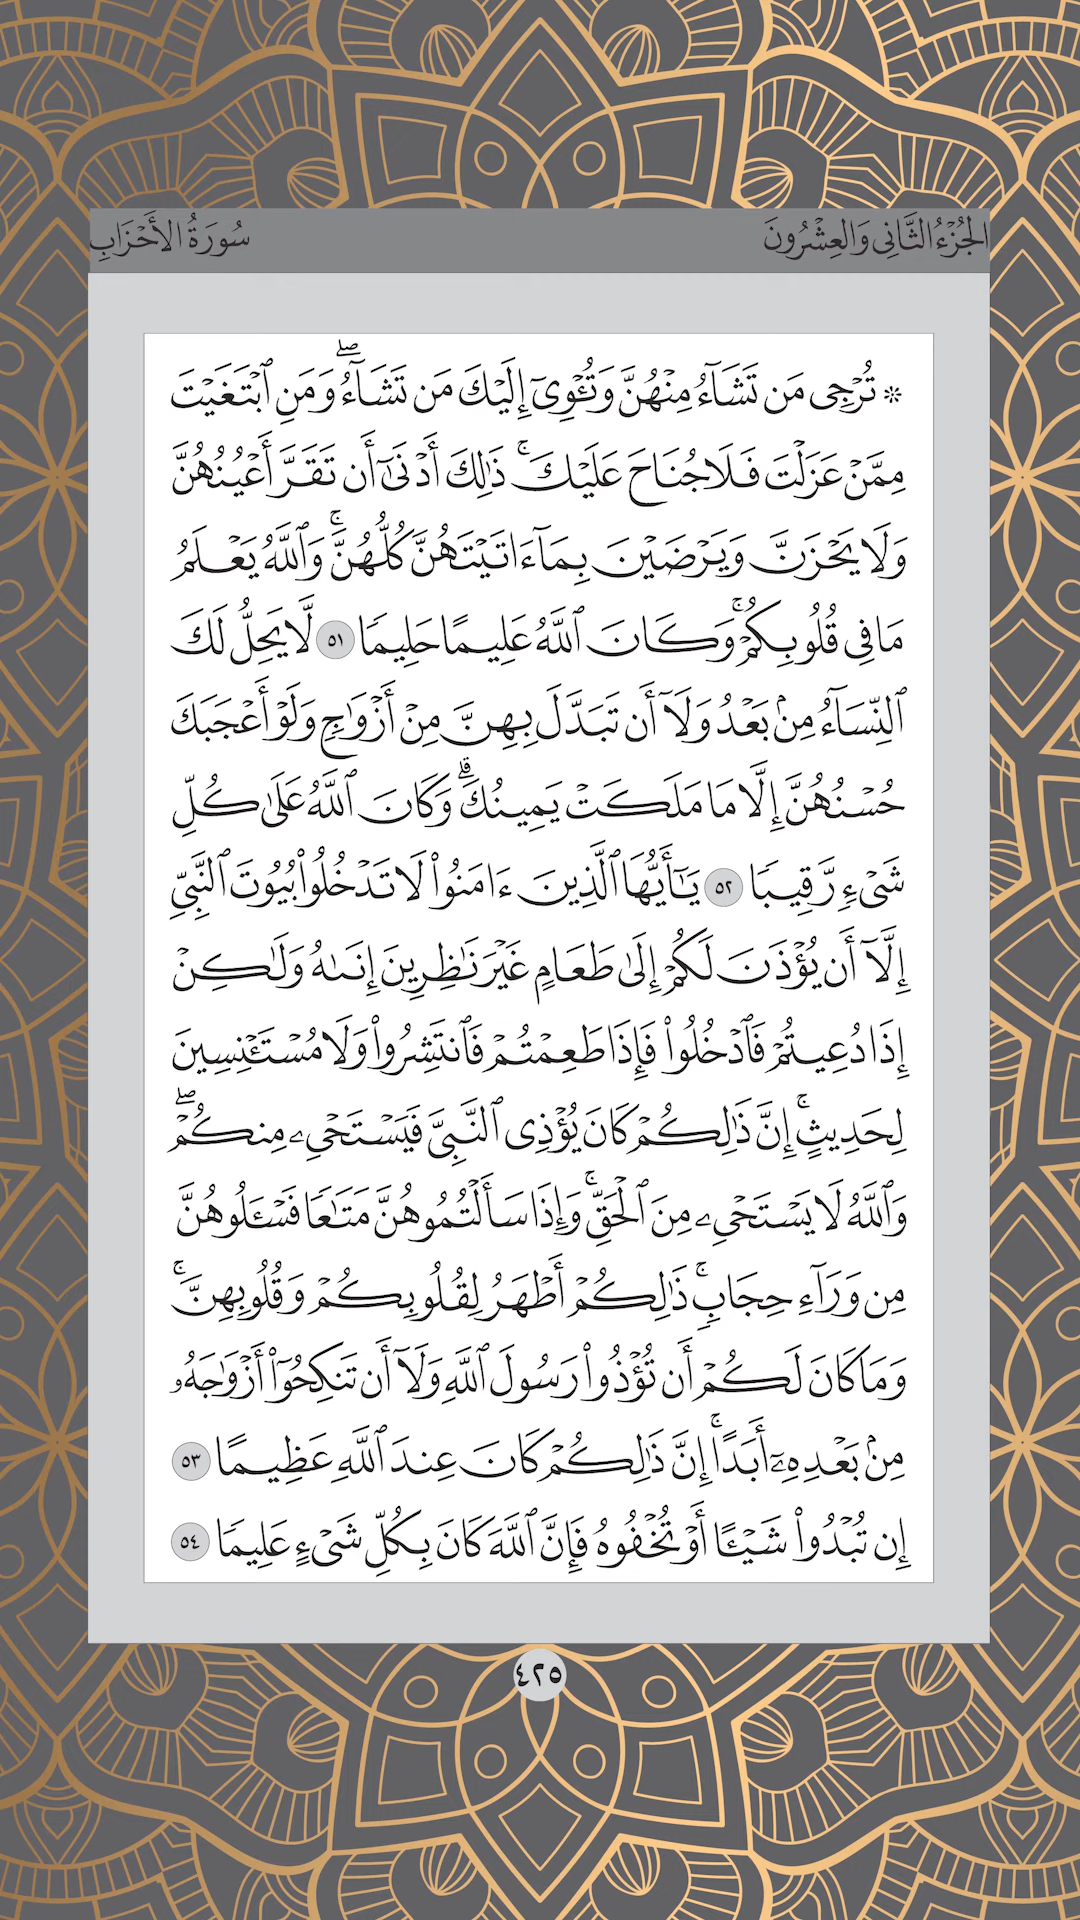 الجُزْءُ الثَّانِي وَالعِشْرُونَ
سُورَةُ الأَحْزَابِ
۞ تُرْجِى مَن تَشَآءُ مِنْهُنَّ وَتُـْٔوِىٓ إِلَيْكَ مَن تَشَآءُۖ وَمَنِ ٱبْتَغَيْتَ
مِمَّنْ عَزَلْتَ فَلَا جُنَاحَ عَلَيْكَۚ ذَٰلِكَ أَدْنَىٰٓ أَن تَقَرَّ أَعْيُنُهُنَّ
وَلَا يَحْزَنَّ وَيَرْضَيْنَ بِمَآ ءَاتَيْتَهُنَّ كُلُّهُنَّۚ وَٱللَّهُ يَعْلَمُ
مَا فِى قُلُوبِكُمْۚ وَكَانَ ٱللَّهُ عَلِيمًا حَلِيمًا ٥١ لَّا يَحِلُّ لَكَ
ٱلنِّسَآءُ مِنۢ بَعْدُ وَلَآ أَن تَبَدَّلَ بِهِنَّ مِنْ أَزْوَٰجٍ وَلَوْ أَعْجَبَكَ
حُسْنُهُنَّ إِلَّا مَا مَلَكَتْ يَمِينُكَۗ وَكَانَ ٱللَّهُ عَلَىٰ كُلِّ
شَىْءٍ رَّقِيبًا ٥٢ يَـٰٓأَيُّهَا ٱلَّذِينَ ءَامَنُوا۟ لَا تَدْخُلُوا۟ بُيُوتَ ٱلنَّبِىِّ
إِلَّآ أَن يُؤْذَنَ لَكُمْ إِلَىٰ طَعَامٍ غَيْرَ نَـٰظِرِينَ إِنَىٰهُ وَلَـٰكِنْ
إِذَا دُعِيتُمْ فَٱدْخُلُوا۟ فَإِذَا طَعِمْتُمْ فَٱنتَشِرُوا۟ وَلَا مُسْتَـْٔنِسِينَ
لِحَدِيثٍۚ إِنَّ ذَٰلِكُمْ كَانَ يُؤْذِى ٱلنَّبِىَّ فَيَسْتَحْىِۦ مِنكُمْۖ
وَٱللَّهُ لَا يَسْتَحْىِۦ مِنَ ٱلْحَقِّۚ وَإِذَا سَأَلْتُمُوهُنَّ مَتَـٰعًا فَسْـَٔلُوهُنَّ
مِن وَرَآءِ حِجَابٍۚ ذَٰلِكُمْ أَطْهَرُ لِقُلُوبِكُمْ وَقُلُوبِهِنَّۚ
وَمَا كَانَ لَكُمْ أَن تُؤْذُوا۟ رَسُولَ ٱللَّهِ وَلَآ أَن تَنكِحُوٓا۟ أَزْوَٰجَهُۥ
مِنۢ بَعْدِهِۦٓ أَبَدًاۚ إِنَّ ذَٰلِكُمْ كَانَ عِندَ ٱللَّهِ عَظِيمًا ٥٣
إِن تُبْدُوا۟ شَيْـًٔا أَوْ تُخْفُوهُ فَإِنَّ ٱللَّهَ كَانَ بِكُلِّ شَىْءٍ عَلِيمًا ٥٤
٤٢٥